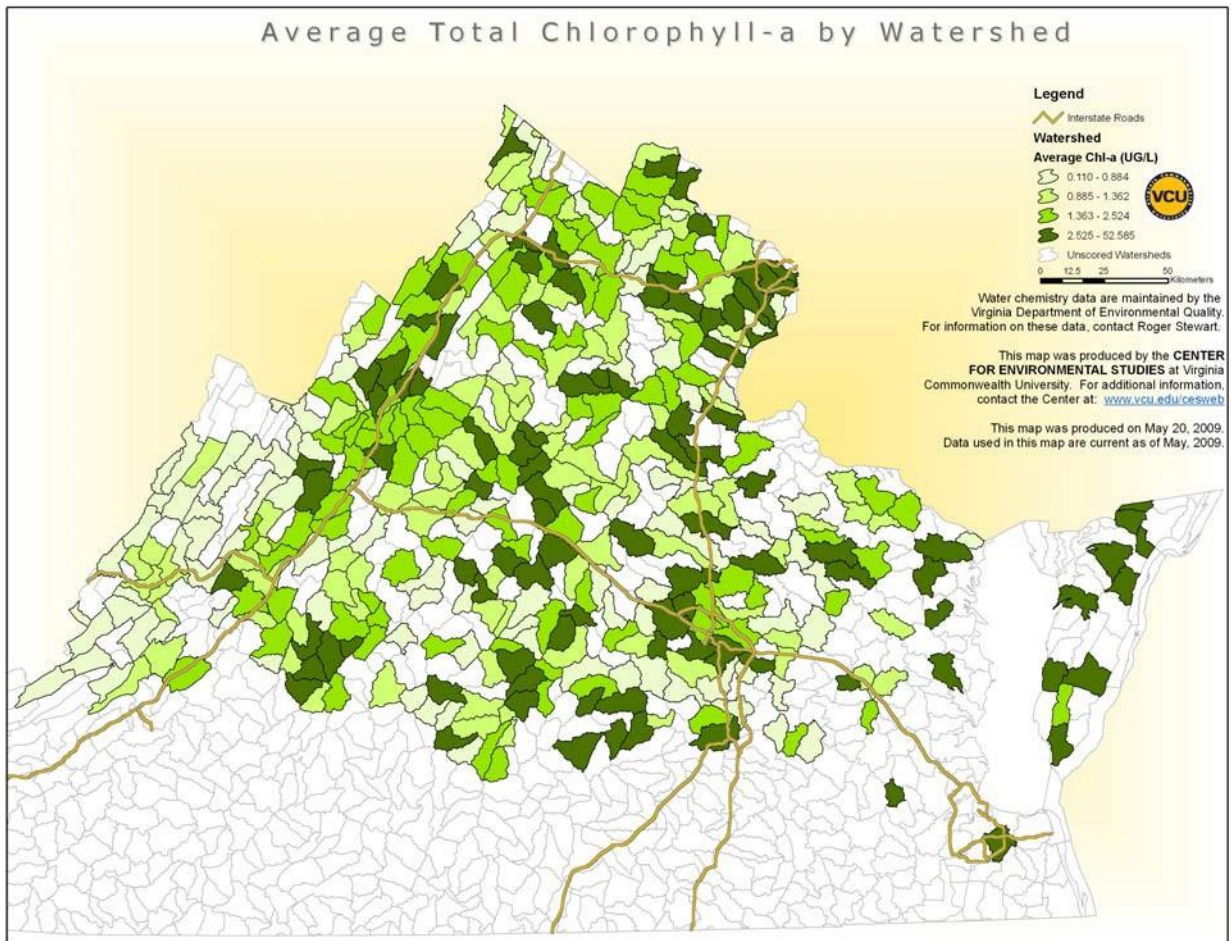 Average Total Chlorophyll-a by Watershed
Legend
Interstate Roads
Watershed
Average Chl-a (UG/L)
0.110 - 0.884
0.885 - 1.362
1.363 - 2.524
2.525 - 52.585
Unscored Watersheds
VCU
0 12.5 25 50
Kilometers
Water chemistry data are maintained by the
Virginia Department of Environmental Quality.
For information on these data, contact Roger Stewart.
This map was produced by the CENTER
FOR ENVIRONMENTAL STUDIES at Virginia
Commonwealth University. For additional information,
contact the Center at: www.vcu.edu/cesweb
This map was produced on May 20, 2009.
Data used in this map are current as of May, 2009.